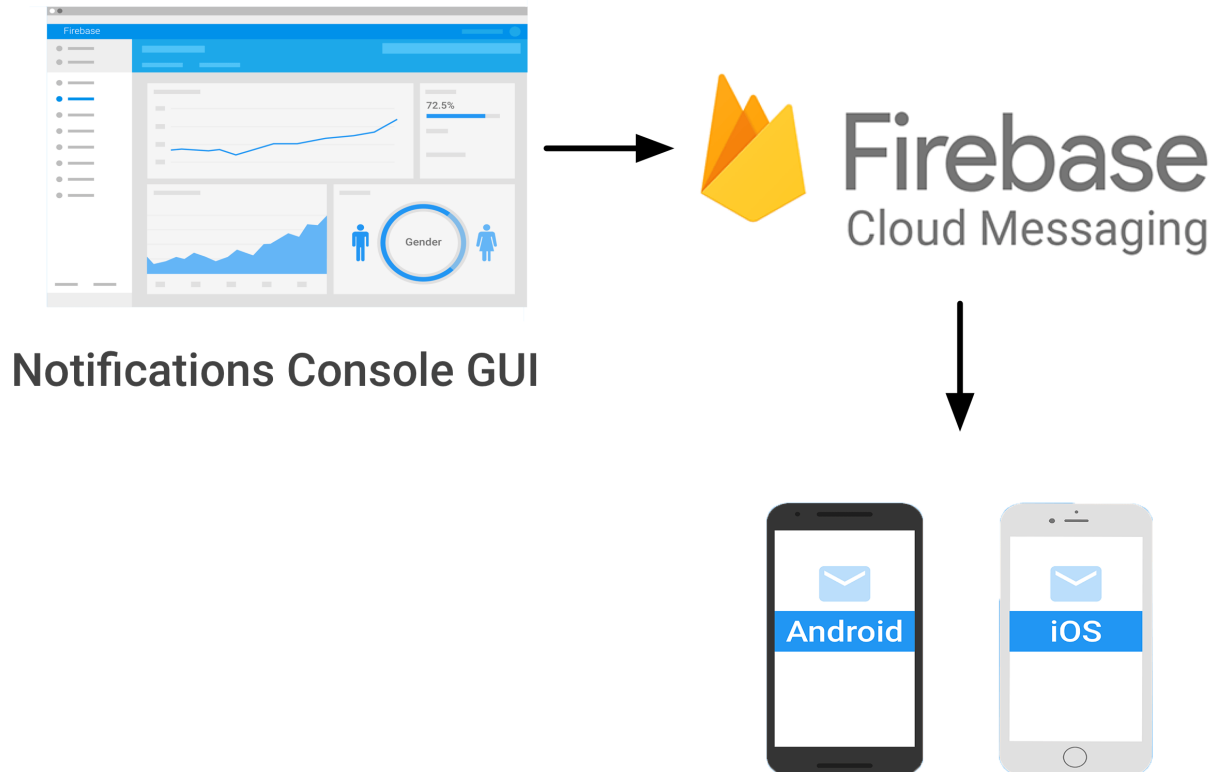 Firebase
72.5%
Gender
Notifications Console GUI
Firebase
Cloud Messaging
Android
iOS